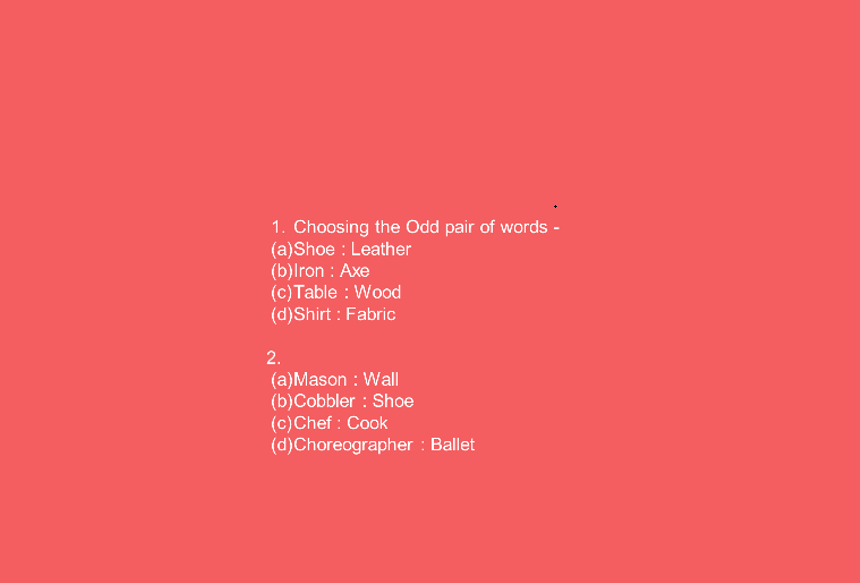 1. Choosing the Odd pair of words -
(a)Shoe : Leather
(b)Iron : Axe
(c)Table : Wood
(d)Shirt : Fabric
2.
(a)Mason : Wall
(b)Cobbler : Shoe
(c)Chef : Cook
(d)Choreographer : Ballet